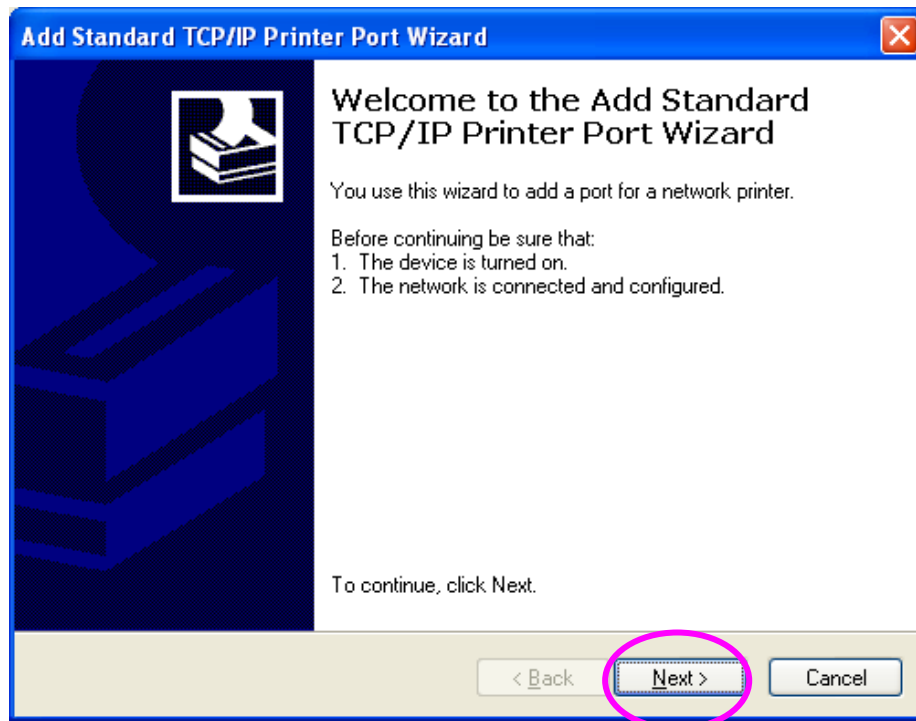 Add Standard TCP/IP Printer Port Wizard
Welcome to the Add Standard
TCP/IP Printer Port Wizard
You use this wizard to add a port for a network printer.
Before continuing be sure that:
1. The device is turned on.
2. The network is connected and configured.
To continue, click Next.
< Back
Next >
Cancel